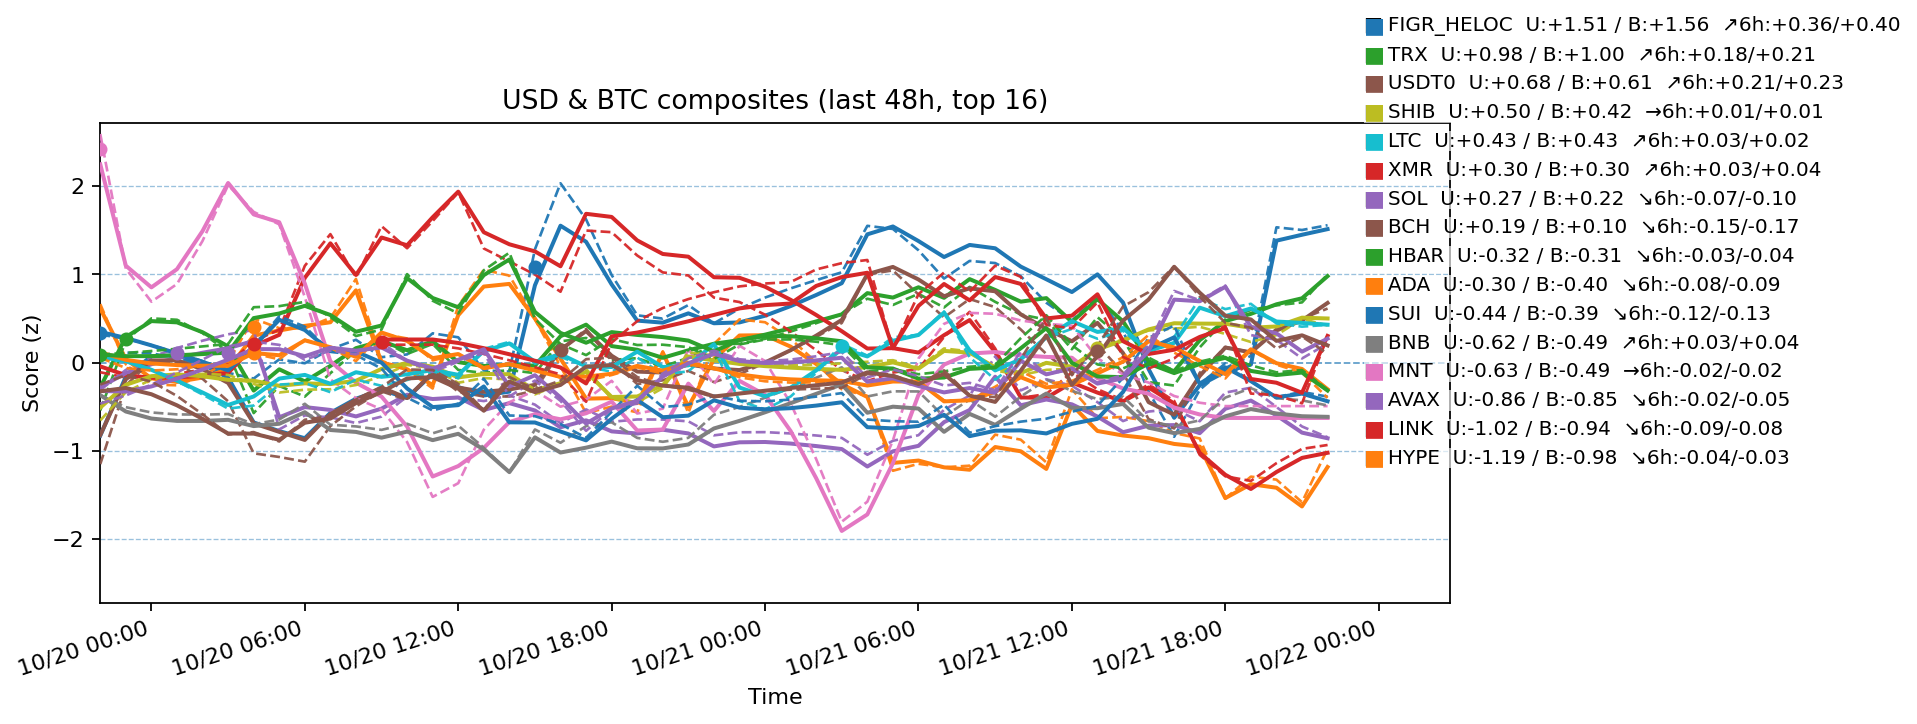 FIGR_HELOC  U:+1.51 / B:+1.56  ↗6h:+0.36/+0.40
TRX  U:+0.98 / B:+1.00  ↗6h:+0.18/+0.21
USDT0  U:+0.68 / B:+0.61  ↗6h:+0.21/+0.23
SHIB  U:+0.50 / B:+0.42  →6h:+0.01/+0.01
LTC  U:+0.43 / B:+0.43  ↗6h:+0.03/+0.02
XMR  U:+0.30 / B:+0.30  ↗6h:+0.03/+0.04
SOL  U:+0.27 / B:+0.22  ↘6h:-0.07/-0.10
BCH  U:+0.19 / B:+0.10  ↘6h:-0.15/-0.17
HBAR  U:-0.32 / B:-0.31  ↘6h:-0.03/-0.04
ADA  U:-0.30 / B:-0.40  ↘6h:-0.08/-0.09
SUI  U:-0.44 / B:-0.39  ↘6h:-0.12/-0.13
BNB  U:-0.62 / B:-0.49  ↗6h:+0.03/+0.04
MNT  U:-0.63 / B:-0.49  →6h:-0.02/-0.02
AVAX  U:-0.86 / B:-0.85  ↘6h:-0.02/-0.05
LINK  U:-1.02 / B:-0.94  ↘6h:-0.09/-0.08
HYPE  U:-1.19 / B:-0.98  ↘6h:-0.04/-0.03
USD & BTC composites (last 48h, top 16)
Score (z)
2
1
0
−1
−2
10/20 00:00
10/20 06:00
10/20 12:00
10/20 18:00
10/21 00:00
10/21 06:00
10/21 12:00
10/21 18:00
10/22 00:00
Time